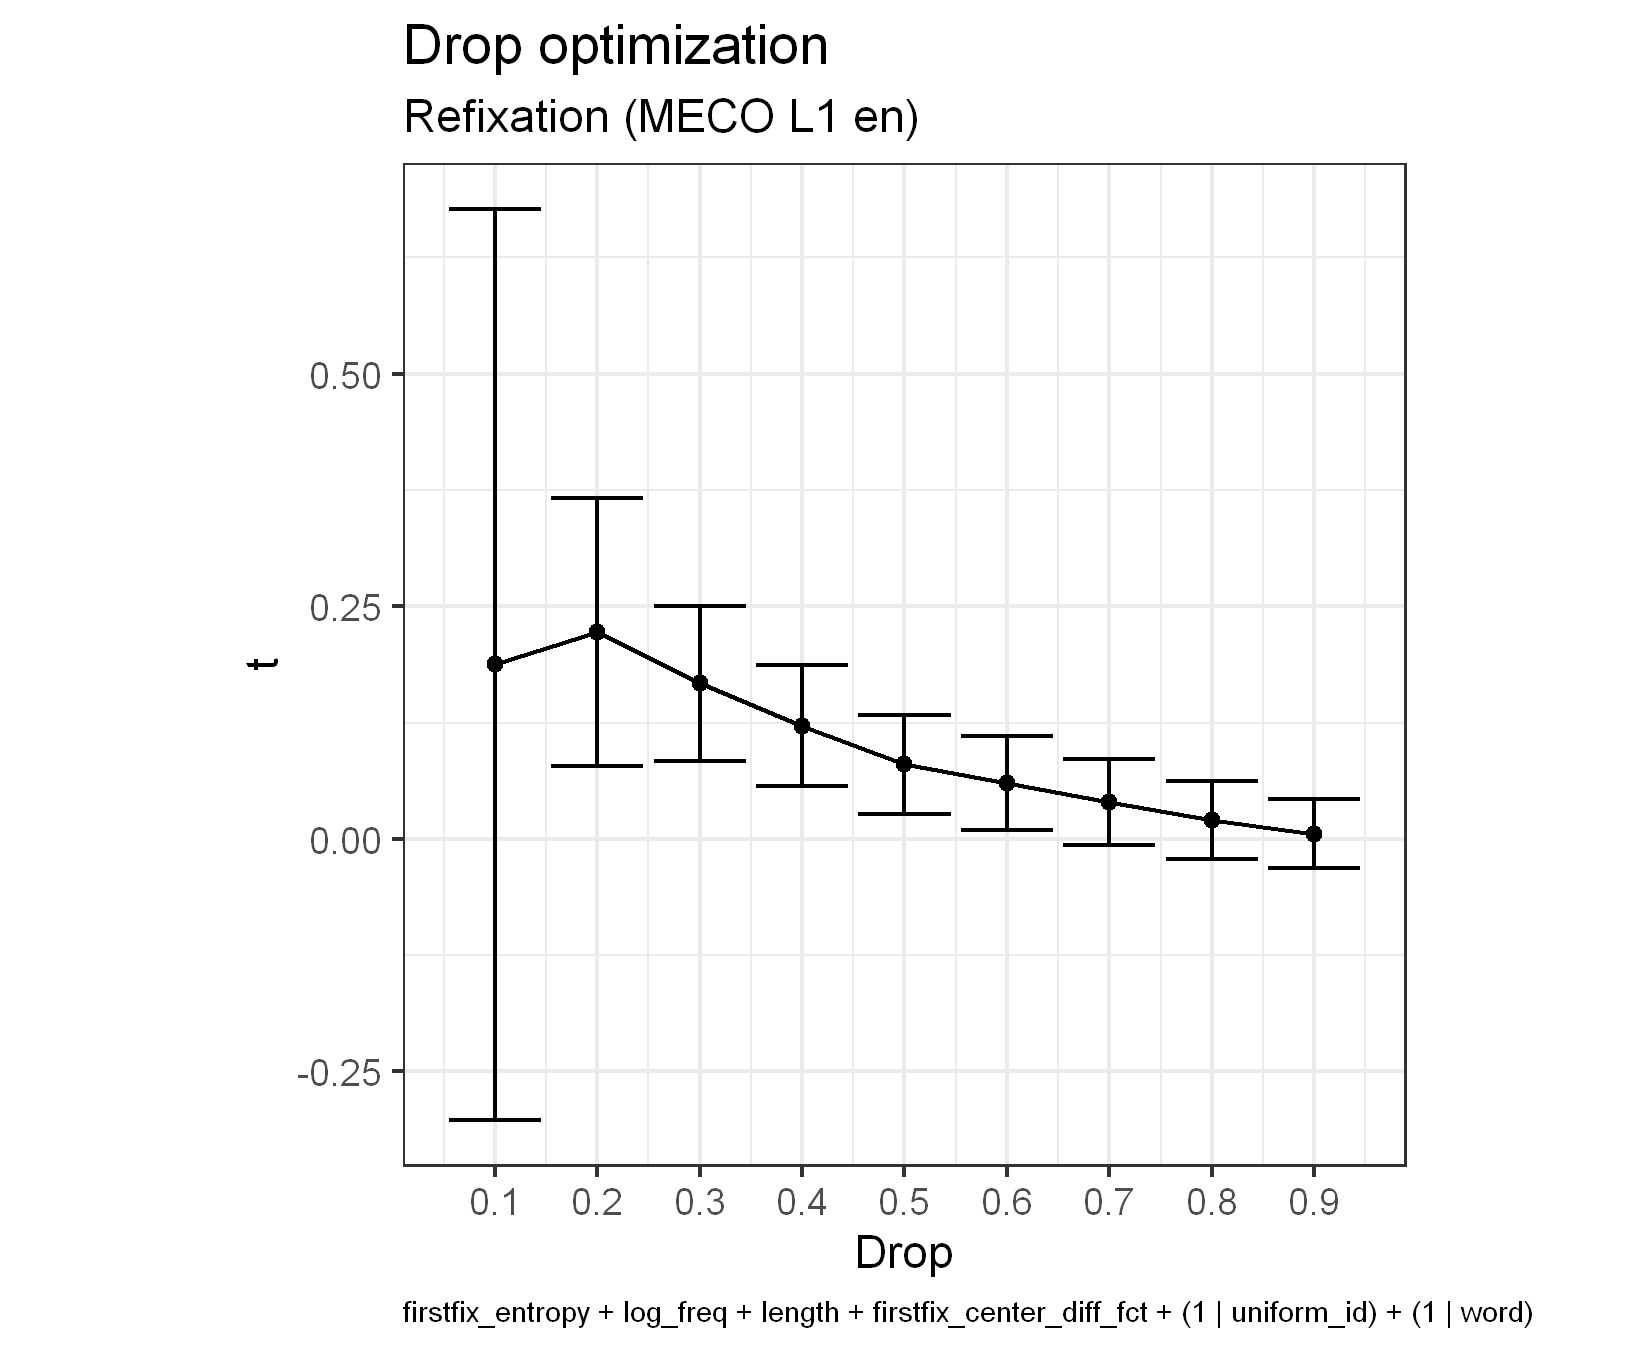 Drop optimization
Refixation (MECO L1 en)
t
0.50
0.25
0.00
-0.25
0.1 0.2 0.3 0.4 0.5 0.6 0.7 0.8 0.9
Drop
firstfix_entropy + log_freq + length + firstfix_center_diff_fct + (1 | uniform_id) + (1 | word)